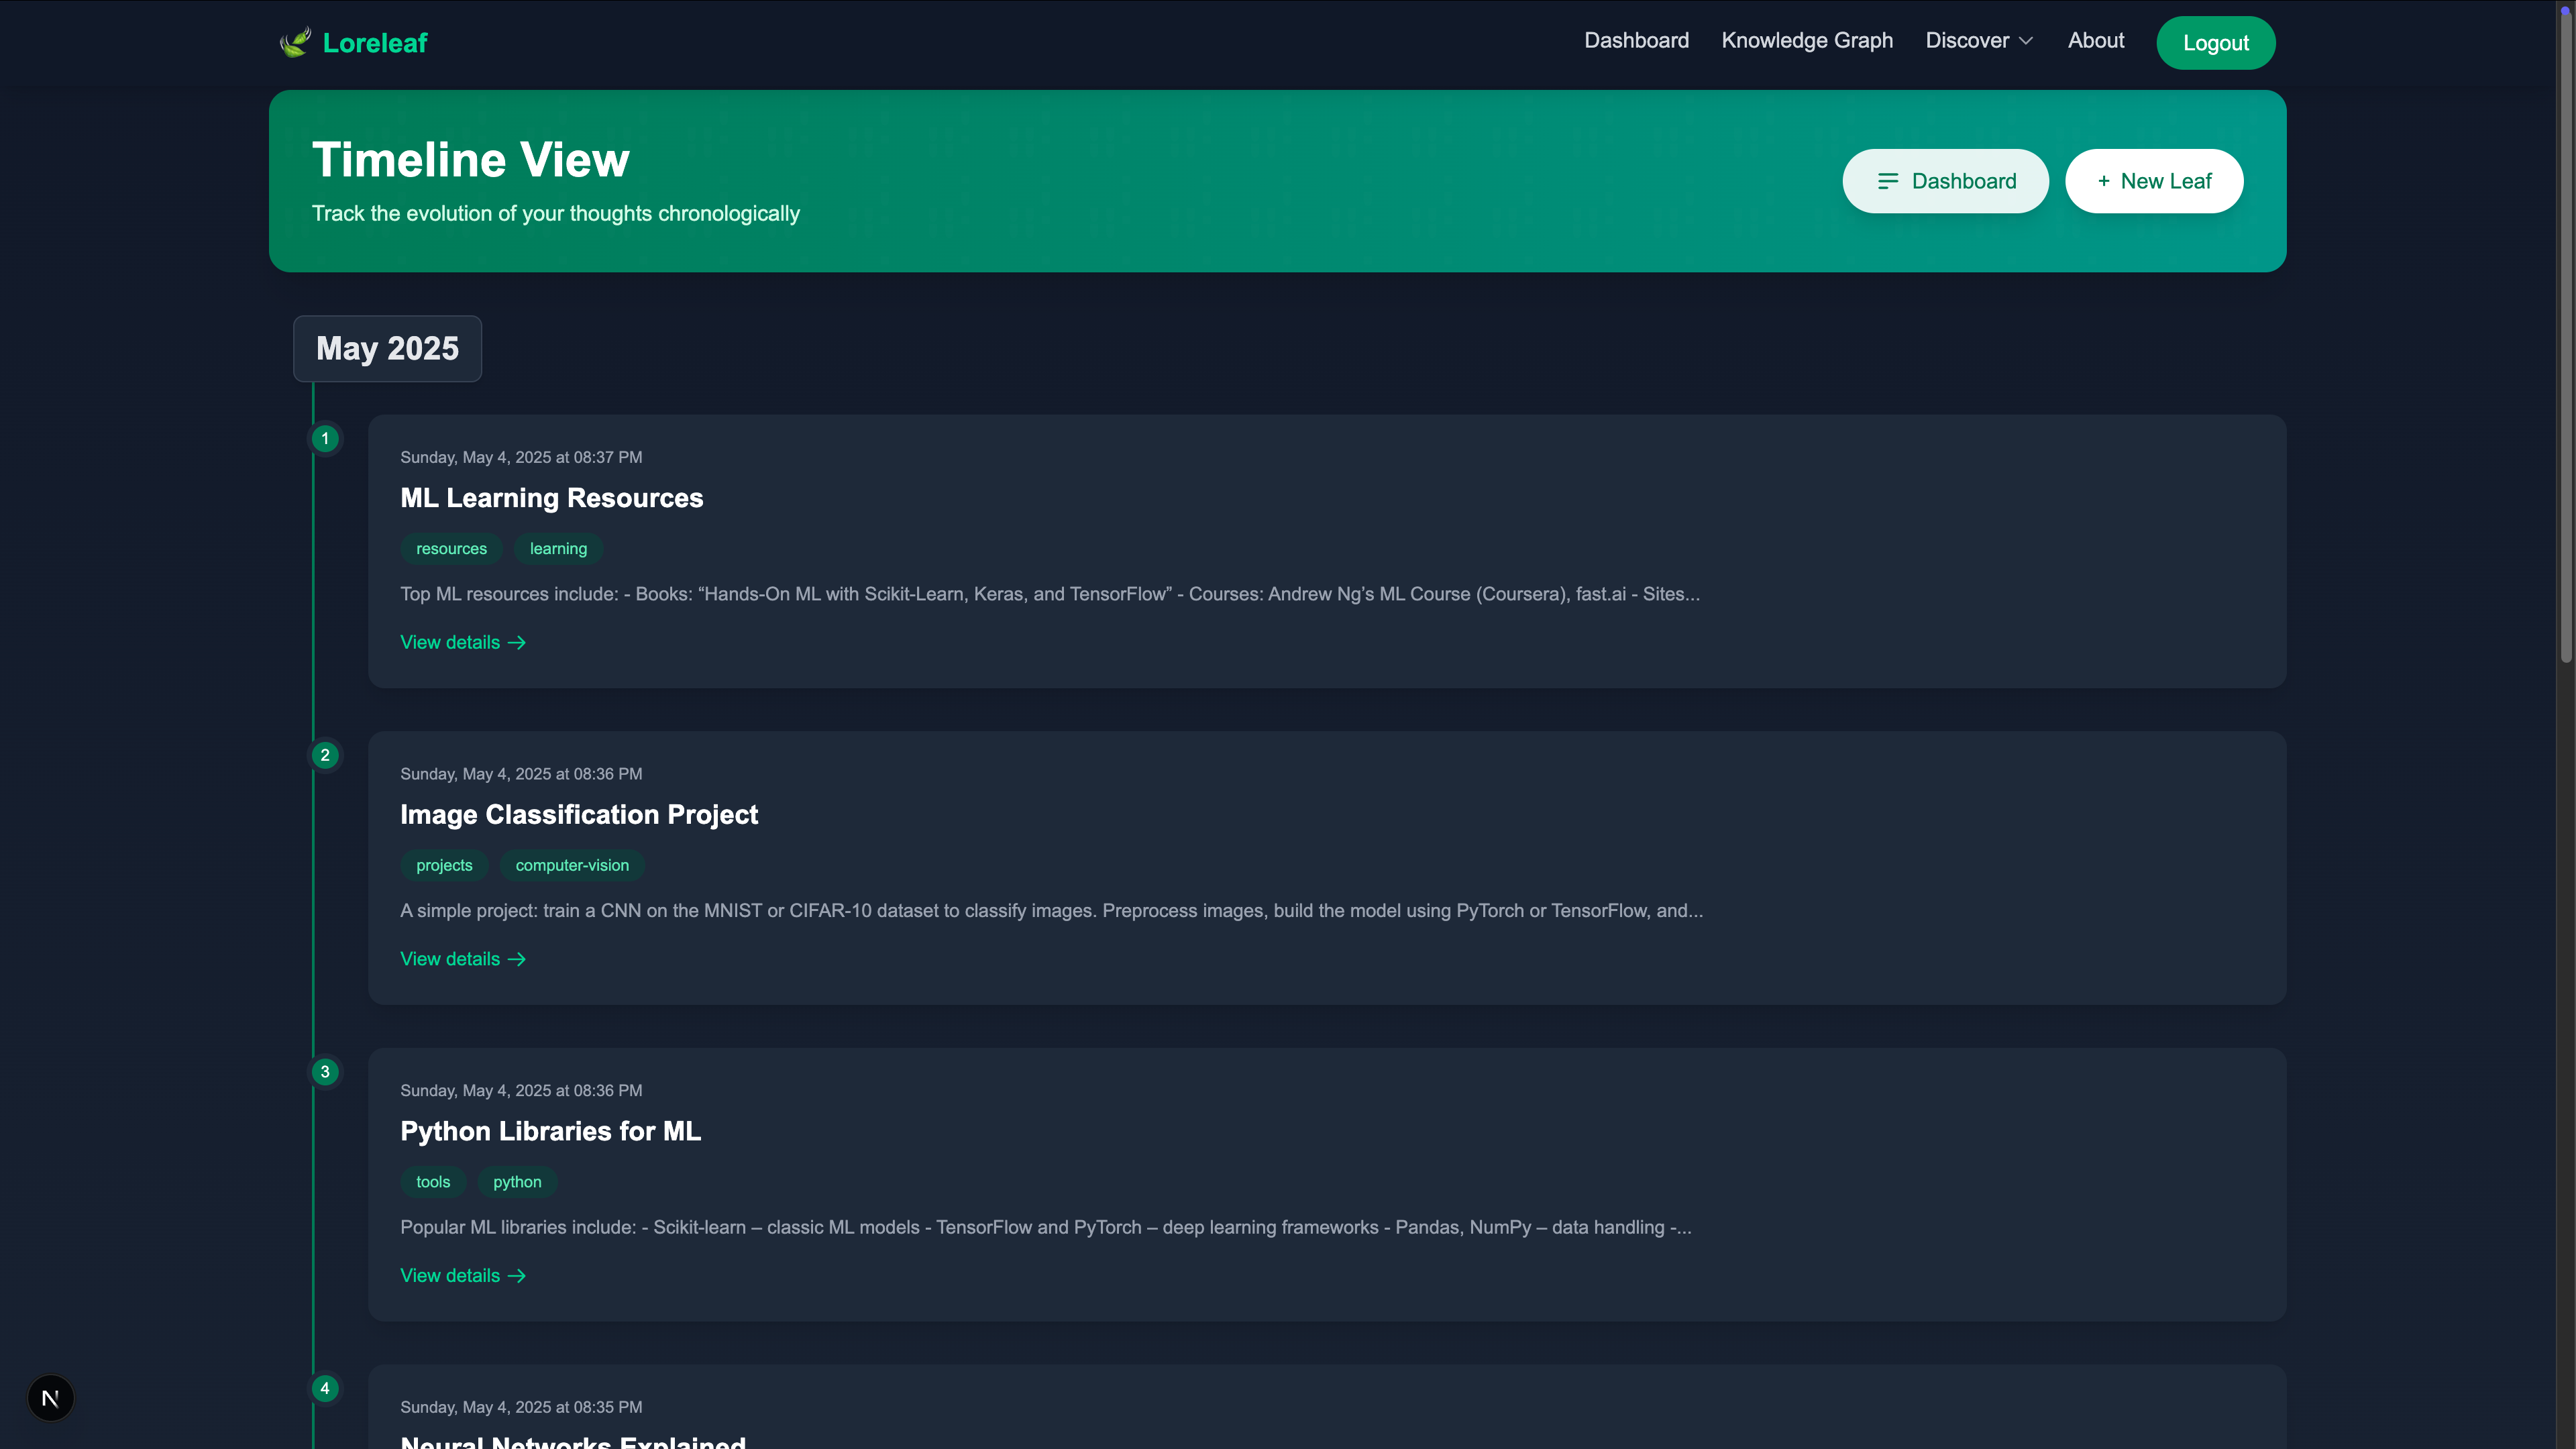 Loreleaf
Dashboard
Knowledge Graph
Discover
About
Logout
Timeline View
Track the evolution of your thoughts chronologically
Dashboard
+ New Leaf
May 2025
1
Sunday, May 4, 2025 at 08:37 PM
ML Learning Resources
resources
learning
Top ML resources include: - Books: “Hands-On ML with Scikit-Learn, Keras, and TensorFlow” - Courses: Andrew Ng’s ML Course (Coursera), fast.ai - Sites...
View details →
2
Sunday, May 4, 2025 at 08:36 PM
Image Classification Project
projects
computer-vision
A simple project: train a CNN on the MNIST or CIFAR-10 dataset to classify images. Preprocess images, build the model using PyTorch or TensorFlow, and...
View details →
3
Sunday, May 4, 2025 at 08:36 PM
Python Libraries for ML
tools
python
Popular ML libraries include: - Scikit-learn – classic ML models - TensorFlow and PyTorch – deep learning frameworks - Pandas, NumPy – data handling -...
View details →
4
Sunday, May 4, 2025 at 08:35 PM
Neural Networks Explained
N